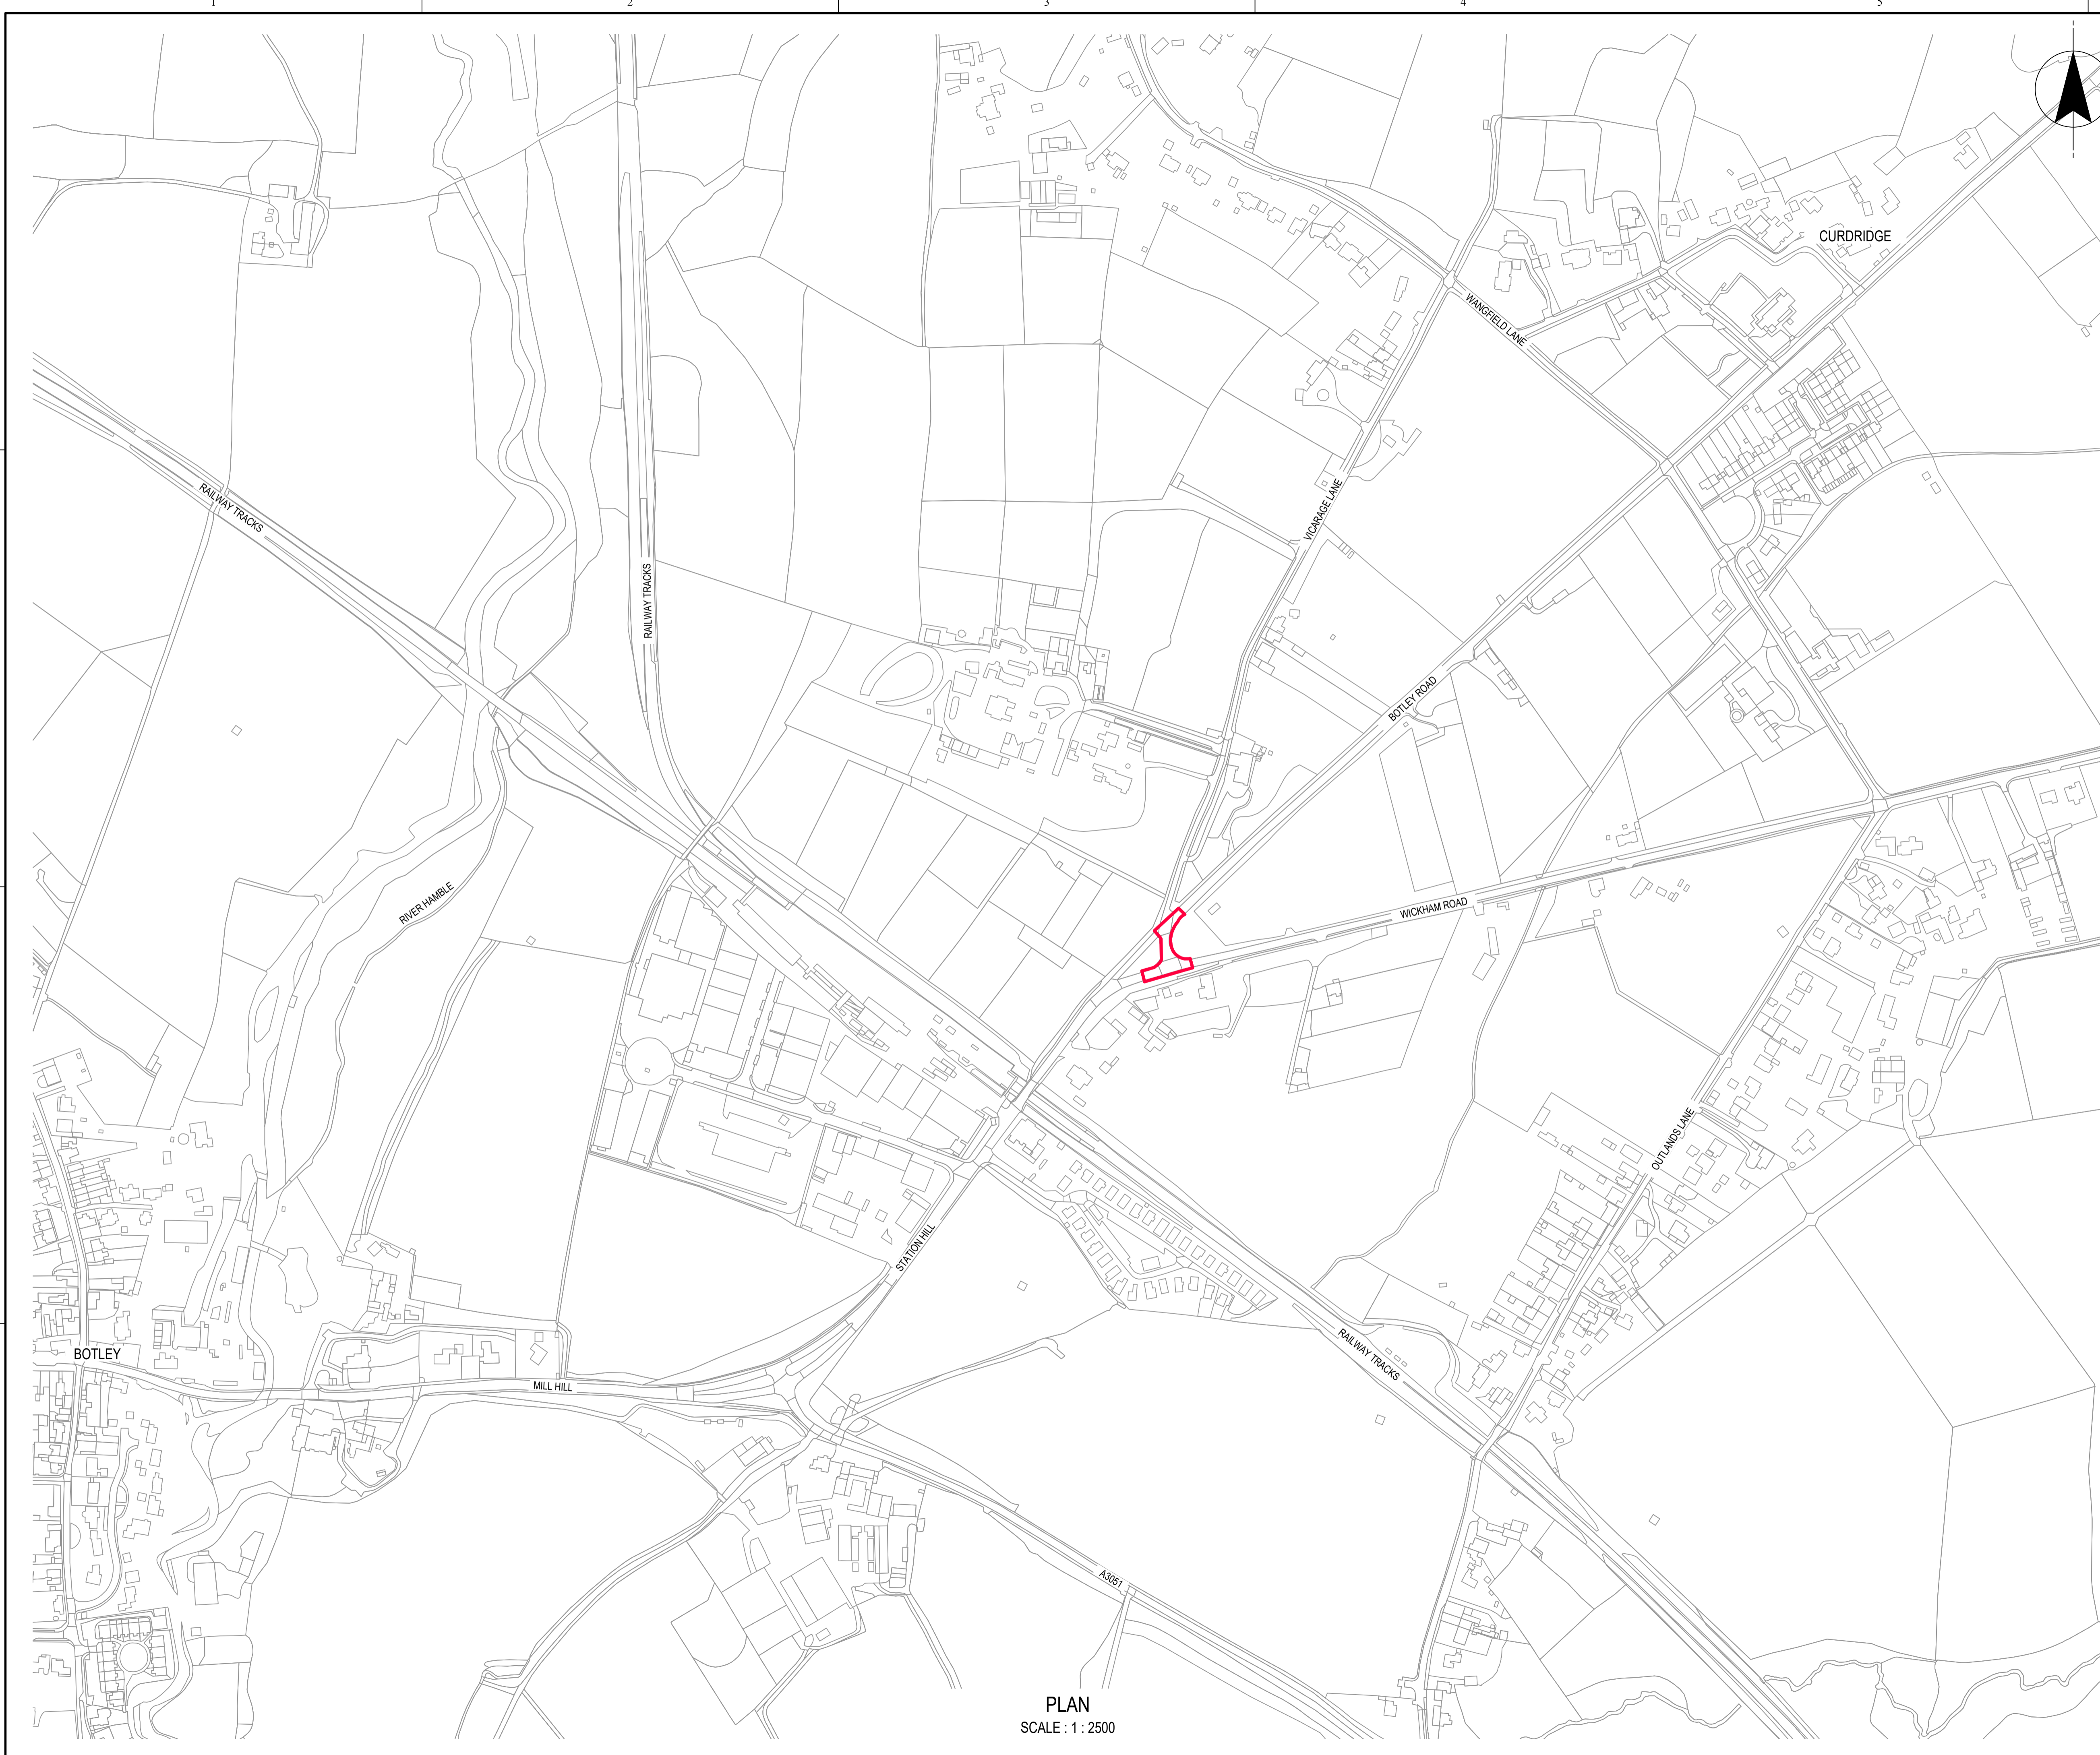 1
2
3
4
5
CURDRIDGE
WANGFIELD LANE
RAILWAY TRACKS
VICARAGE LANE
RAILWAY TRACKS
BOTLEY ROAD
RIVER HAMBLE
WICKHAM ROAD
OUTLANDS LANE
STATION HILL
RAILWAY TRACKS
BOTLEY
MILL HILL
A3051
PLAN
SCALE : 1 : 2500